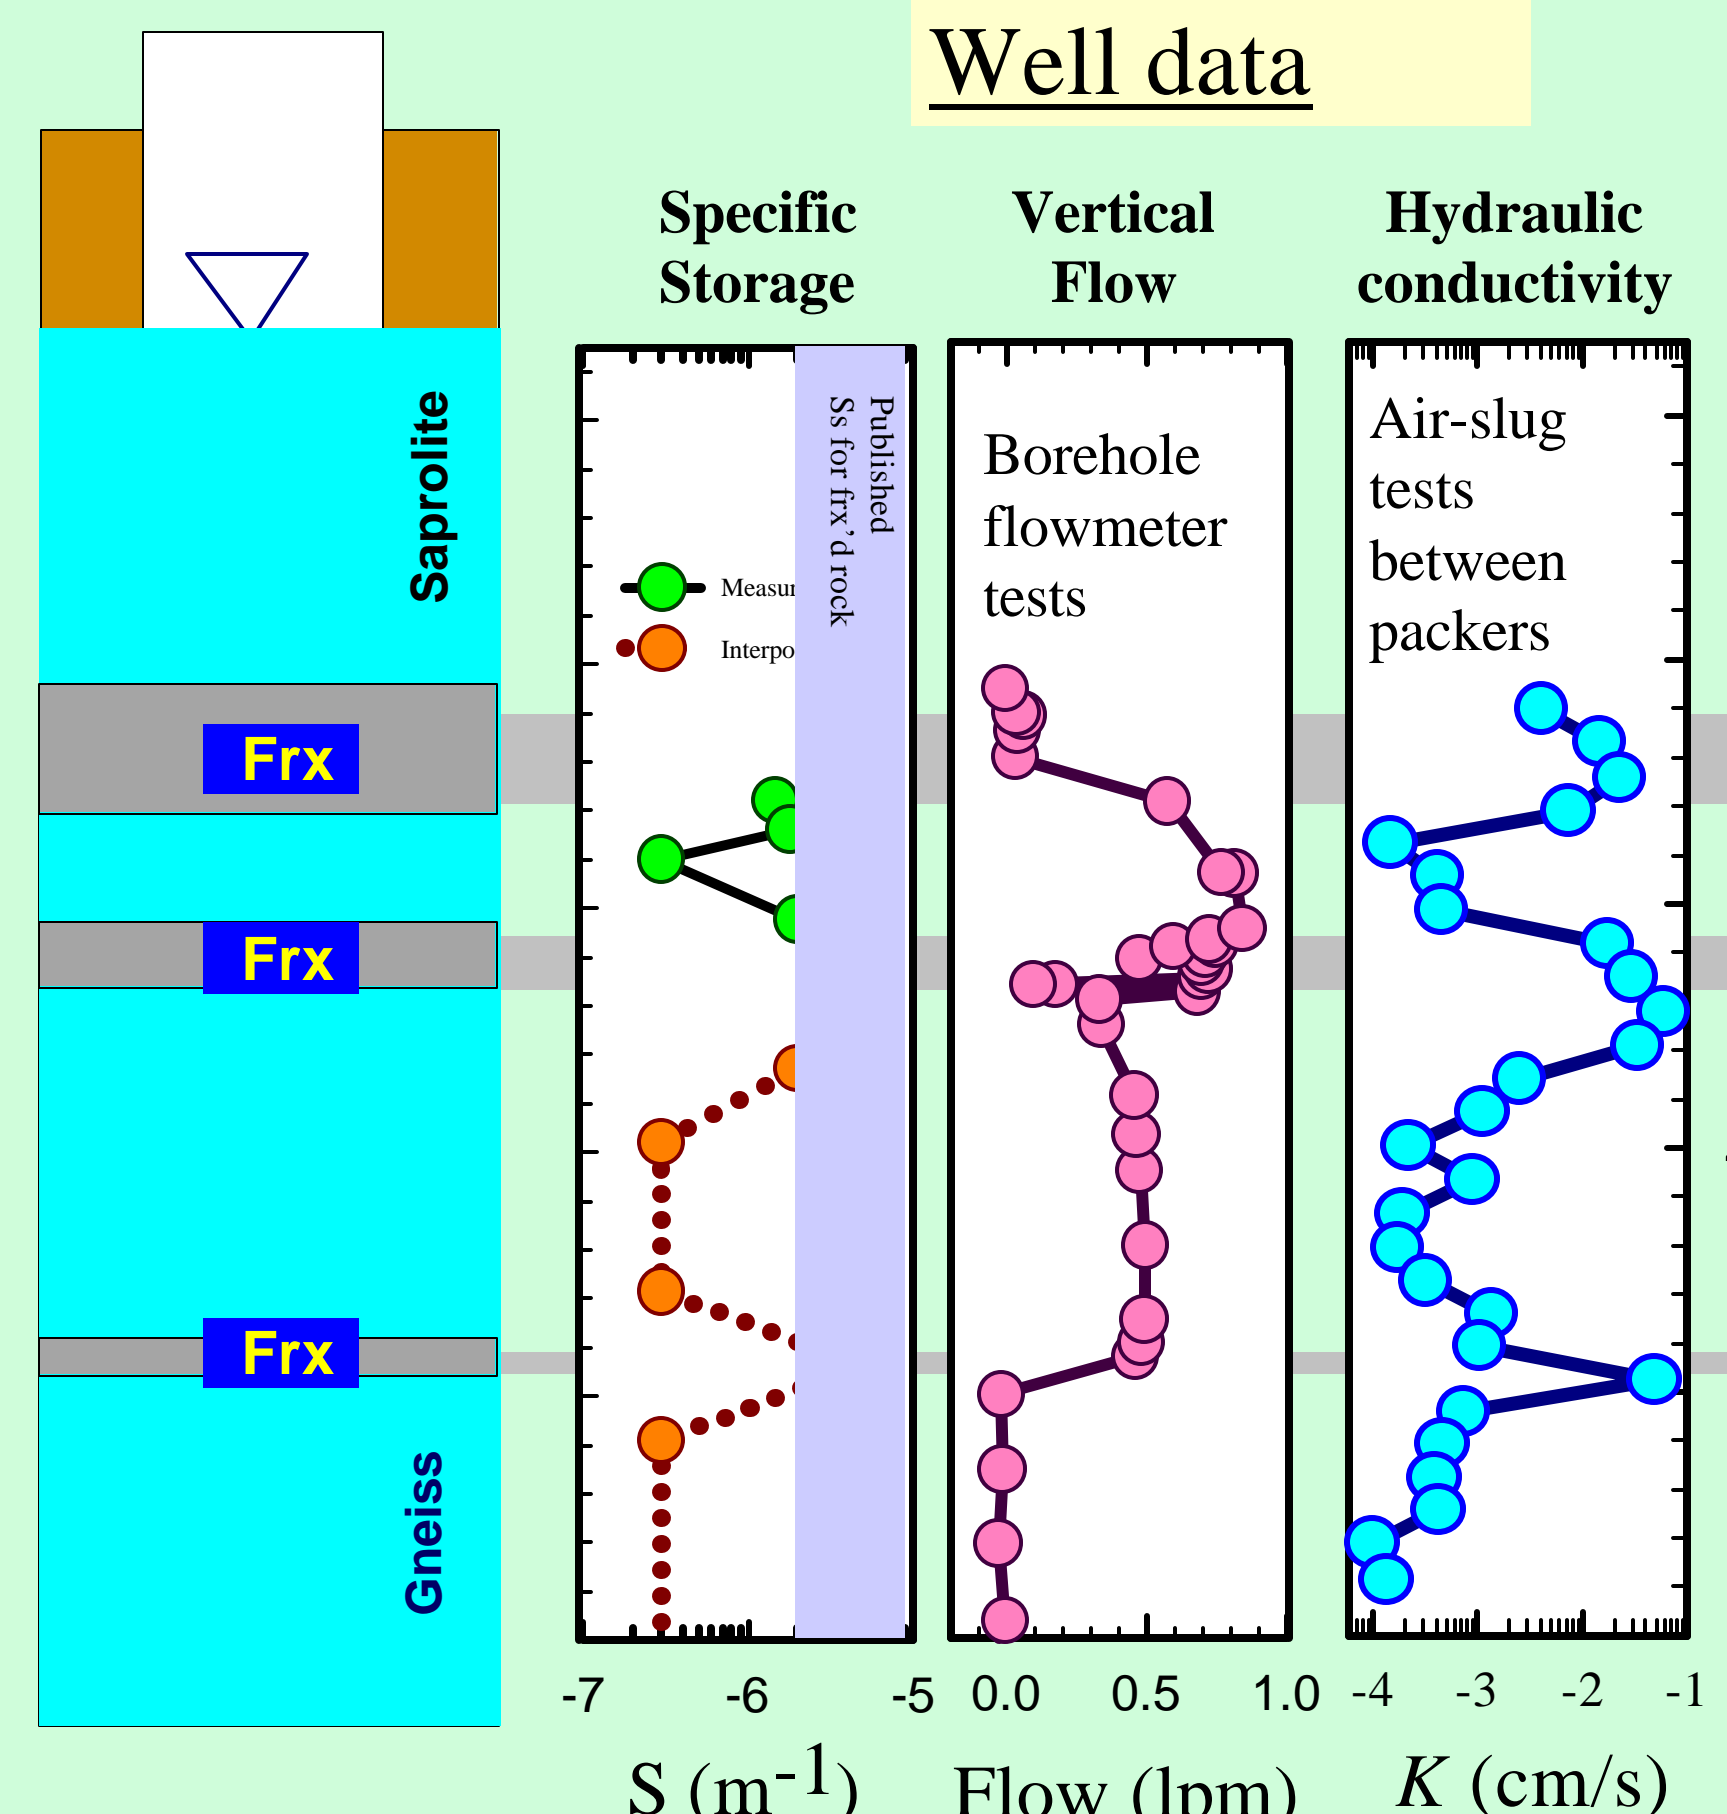 Well data
Specific
Storage
Vertical
Flow
Hydraulic
conductivity
Saprolite
Published
Ss for frx’d rock
Measur
Interpo
Borehole
flowmeter
tests
Air-slug
tests
between
packers
Frx
Frx
Frx
Gneiss
-7
-6
-5
0.0
0.5
1.0
-4
-3
-2
-1
S (m-1)
Flow (lpm)
K (cm/s)